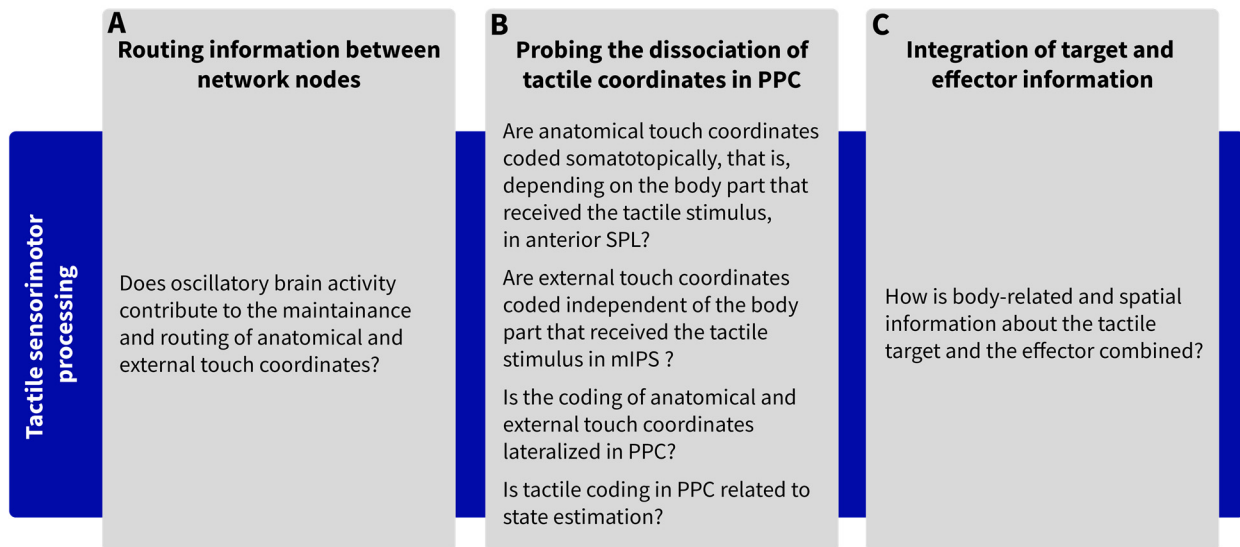 A
Routing information between
network nodes
B
Probing the dissociation of
tactile coordinates in PPC
C
Integration of target and
effector information
Tactile sensorimotor
processing
Does oscillatory brain activity
contribute to the maintainance
and routing of anatomical and
external touch coordinates?
Are anatomical touch coordinates
coded somatotopically, that is,
depending on the body part that
received the tactile stimulus,
in anterior SPL?
Are external touch coordinates
coded independent of the body
part that received the tactile
stimulus in mIPS ?
Is the coding of anatomical and
external touch coordinates
lateralized in PPC?
Is tactile coding in PPC related to
state estimation?
How is body-related and spatial
information about the tactile
target and the effector combined?